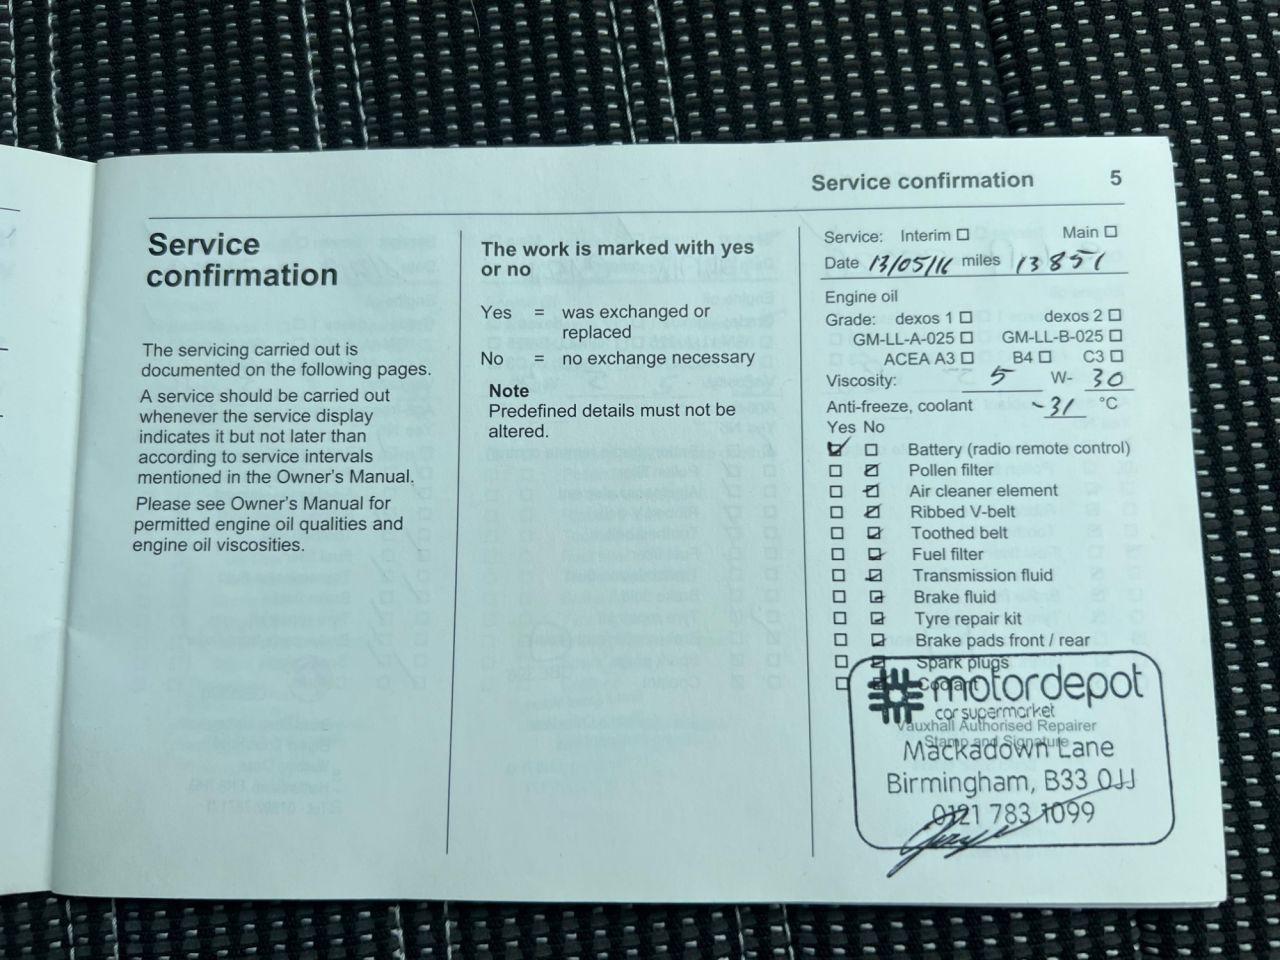 Service confirmation 5
Service
confirmation
The servicing carried out is
documented on the following pages.
A service should be carried out
whenever the service display
indicates it but not later than
according to service intervals
mentioned in the Owner's Manual.
Please see Owner's Manual for
permitted engine oil qualities and
engine oil viscosities.
The work is marked with yes
or no
Yes = was exchanged or
replaced
No = no exchange necessary
Note
Predefined details must not be
altered.
Service: Interim ☐ Main ☐
Date 13/05/16 miles 13851
Engine oil
Grade: dexos 1 ☐ dexos 2 ☐
GM-LL-A-025 ☐ GM-LL-B-025 ☐
ACEA A3 ☐ B4 ☐ C3 ☐
Viscosity: 5 W- 30
Anti-freeze, coolant -31 °C
Yes No
Battery (radio remote control)
Pollen filter
Air cleaner element
Ribbed V-belt
Toothed belt
Fuel filter
Transmission fluid
Brake fluid
Tyre repair kit
Brake pads front / rear
Spark plugs
Coolant
motordepot
car supermarket
Vauxhall Authorised Repairer
Stamp and Signature
Mackadown Lane
Birmingham, B33 0JJ
0121 783 1099